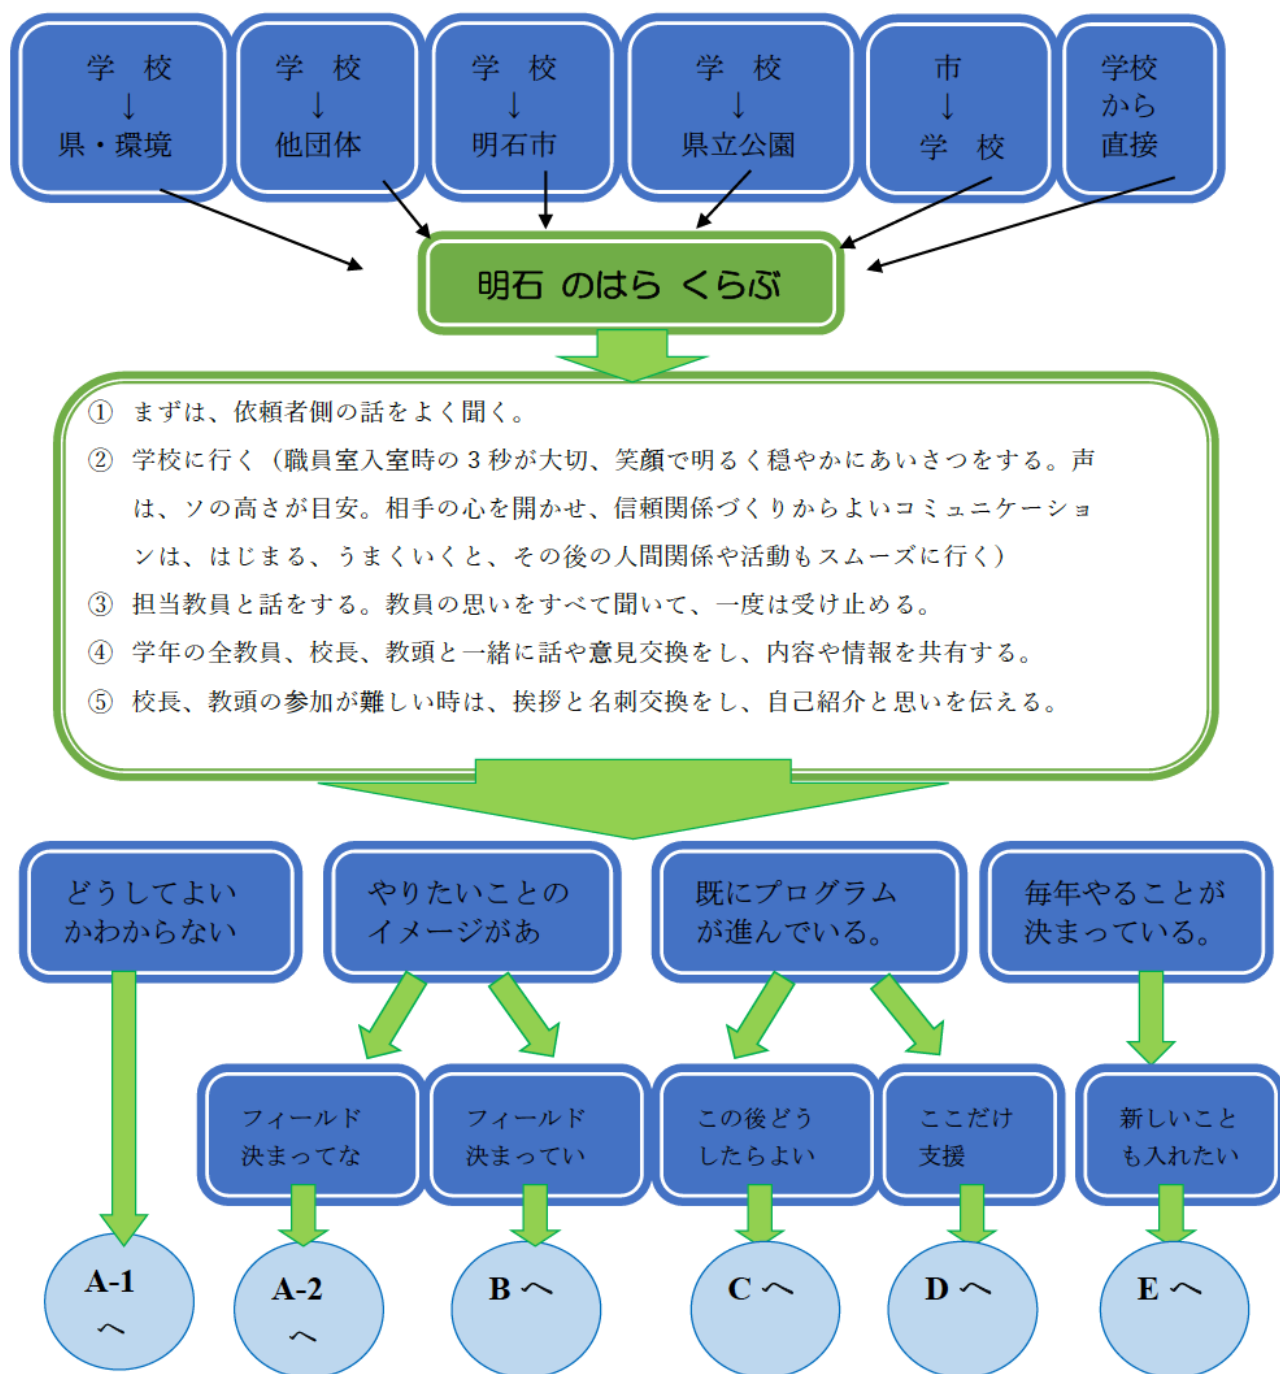 学　校
↓
県・環境
学　校
↓
他団体
学　校
↓
明石市
学　校
↓
県立公園
市
↓
学　校
学校
から
直接
明石 のはら くらぶ
① まずは、依頼者側の話をよく聞く。
② 学校に行く（職員室入室時の 3 秒が大切、笑顔で明るく穏やかにあいさつをする。声
は、ソの高さが目安。相手の心を開かせ、信頼関係づくりからよいコミュニケーショ
ンは、はじまる、うまくいくと、その後の人間関係や活動もスムーズに行く）
③ 担当教員と話をする。教員の思いをすべて聞いて、一度は受け止める。
④ 学年の全教員、校長、教頭と一緒に話や意見交換をし、内容や情報を共有する。
⑤ 校長、教頭の参加が難しい時は、挨拶と名刺交換をし、自己紹介と思いを伝える。
どうしてよい
かわからない
やりたいことの
イメージがあ
既にプログラム
が進んでいる。
毎年やることが
決まっている。
フィールド
決まってな
フィールド
決まってい
この後どう
したらよい
ここだけ
支援
新しいこと
も入れたい
A-1
へ
A-2
へ
B へ
C へ
D へ
E へ